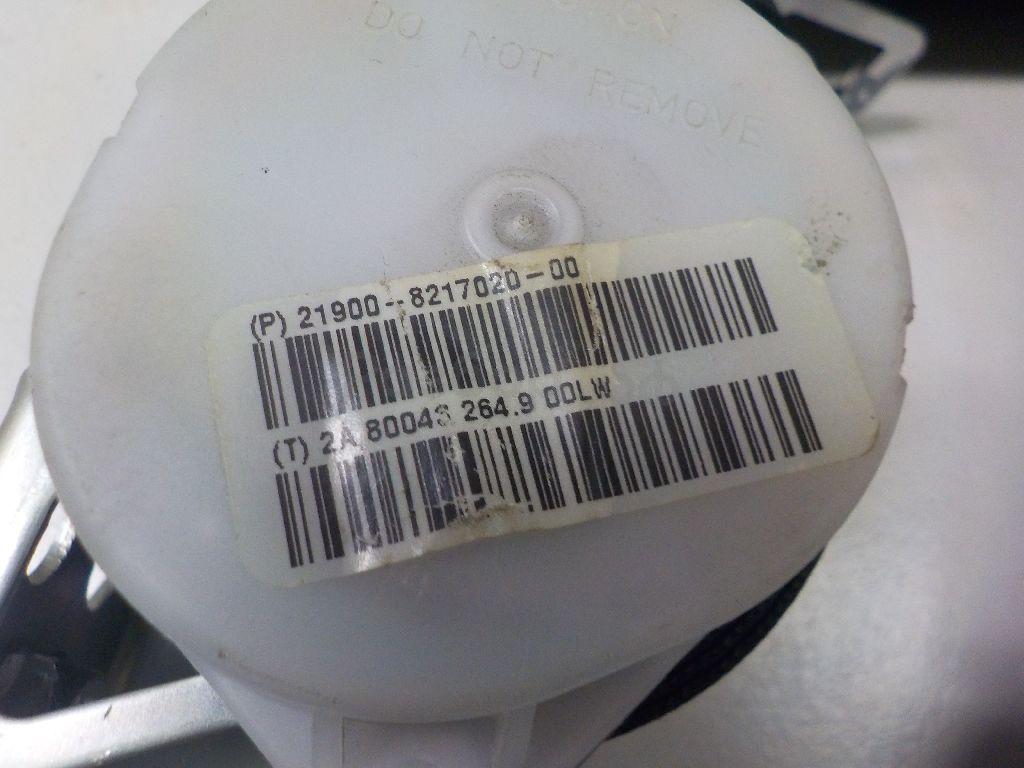 DO NOT REMOVE
(P) 21900-8217020-00
(T) 2A 80043 264.9 00LW